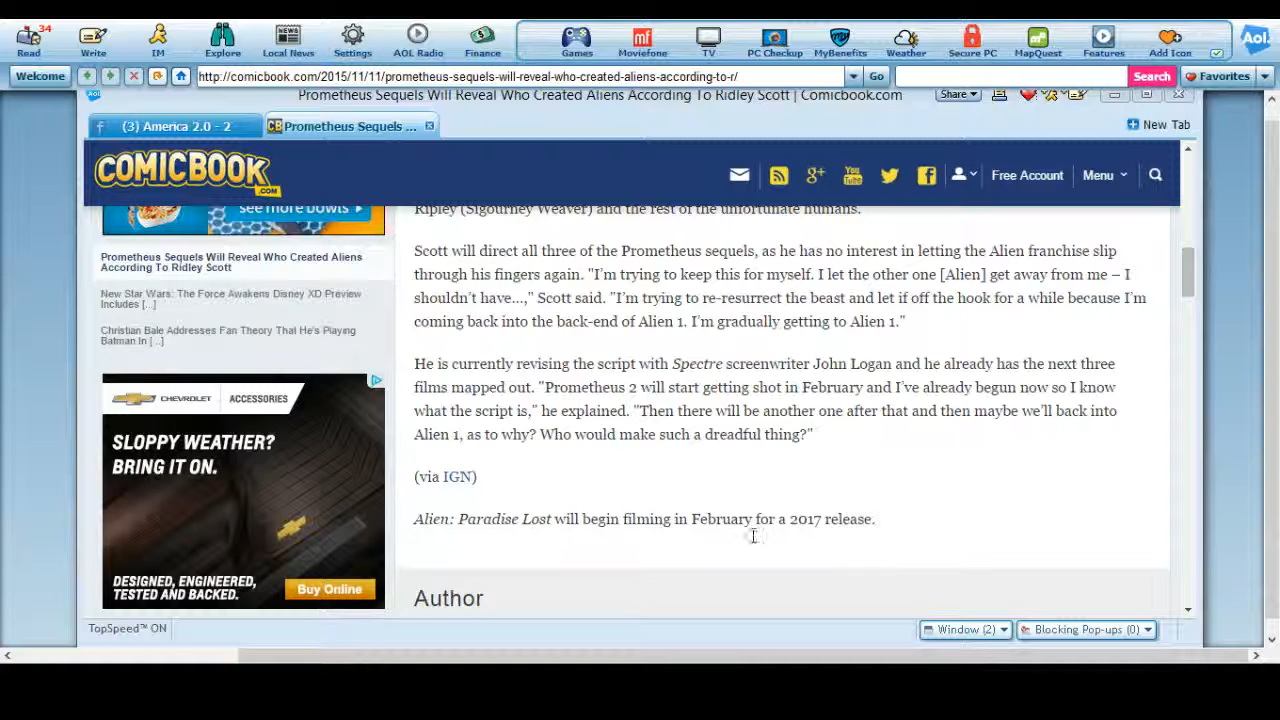 34
Read Write IM Explore Local News Settings AOL Radio Finance Games Moviefone TV PC Checkup MyBenefits Weather Secure PC MapQuest Features Add Icon Aol.
Welcome http://comicbook.com/2015/11/11/prometheus-sequels-will-reveal-who-created-aliens-according-to-r/ Go Search Favorites
Aol Prometheus Sequels Will Reveal Who Created Aliens According To Ridley Scott | Comicbook.com Share
(3) America 2.0 - 2 Prometheus Sequels ... New Tab
COMICBOOK.COM Free Account Menu
see more bowls
Ripley (Sigourney Weaver) and the rest of the unfortunate humans.
Prometheus Sequels Will Reveal Who Created Aliens
According To Ridley Scott
New Star Wars: The Force Awakens Disney XD Preview
Includes [...]
Christian Bale Addresses Fan Theory That He's Playing
Batman In [...]
CHEVROLET ACCESSORIES
SLOPPY WEATHER?
BRING IT ON.
DESIGNED, ENGINEERED,
TESTED AND BACKED.
Buy Online
Scott will direct all three of the Prometheus sequels, as he has no interest in letting the Alien franchise slip
through his fingers again. "I'm trying to keep this for myself. I let the other one [Alien] get away from me – I
shouldn't have…," Scott said. "I'm trying to re-resurrect the beast and let if off the hook for a while because I'm
coming back into the back-end of Alien 1. I'm gradually getting to Alien 1."
He is currently revising the script with Spectre screenwriter John Logan and he already has the next three
films mapped out. "Prometheus 2 will start getting shot in February and I've already begun now so I know
what the script is," he explained. "Then there will be another one after that and then maybe we'll back into
Alien 1, as to why? Who would make such a dreadful thing?"
(via IGN)
Alien: Paradise Lost will begin filming in February for a 2017 release.
Author
TopSpeed™ ON Window (2) Blocking Pop-ups (0)